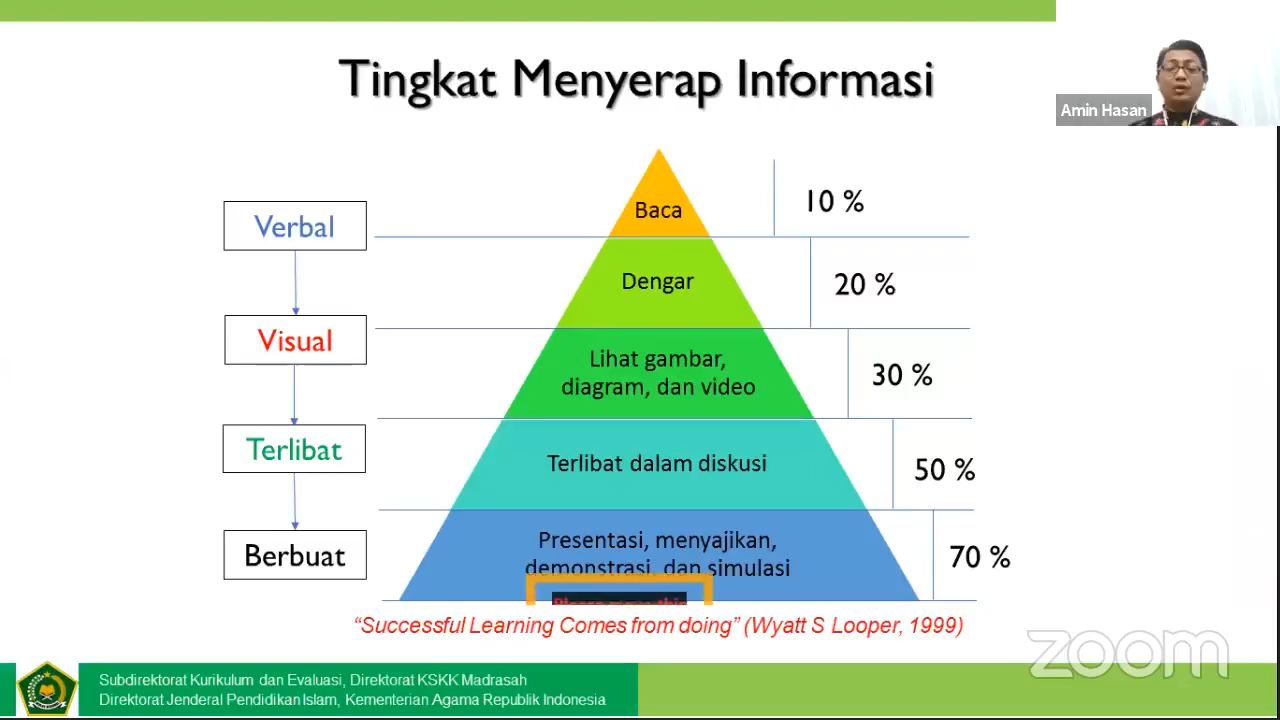 Tingkat Menyerap Informasi
Amin Hasan
Verbal
Visual
Terlibat
Berbuat
Baca
10 %
Dengar
20 %
Lihat gambar,
diagram, dan video
30 %
Terlibat dalam diskusi
50 %
Presentasi, menyajikan,
demonstrasi, dan simulasi
70 %
“Successful Learning Comes from doing” (Wyatt S Looper, 1999)
zoom
Subdirektorat Kurikulum dan Evaluasi, Direktorat KSKK Madrasah
Direktorat Jenderal Pendidikan Islam, Kementerian Agama Republik Indonesia